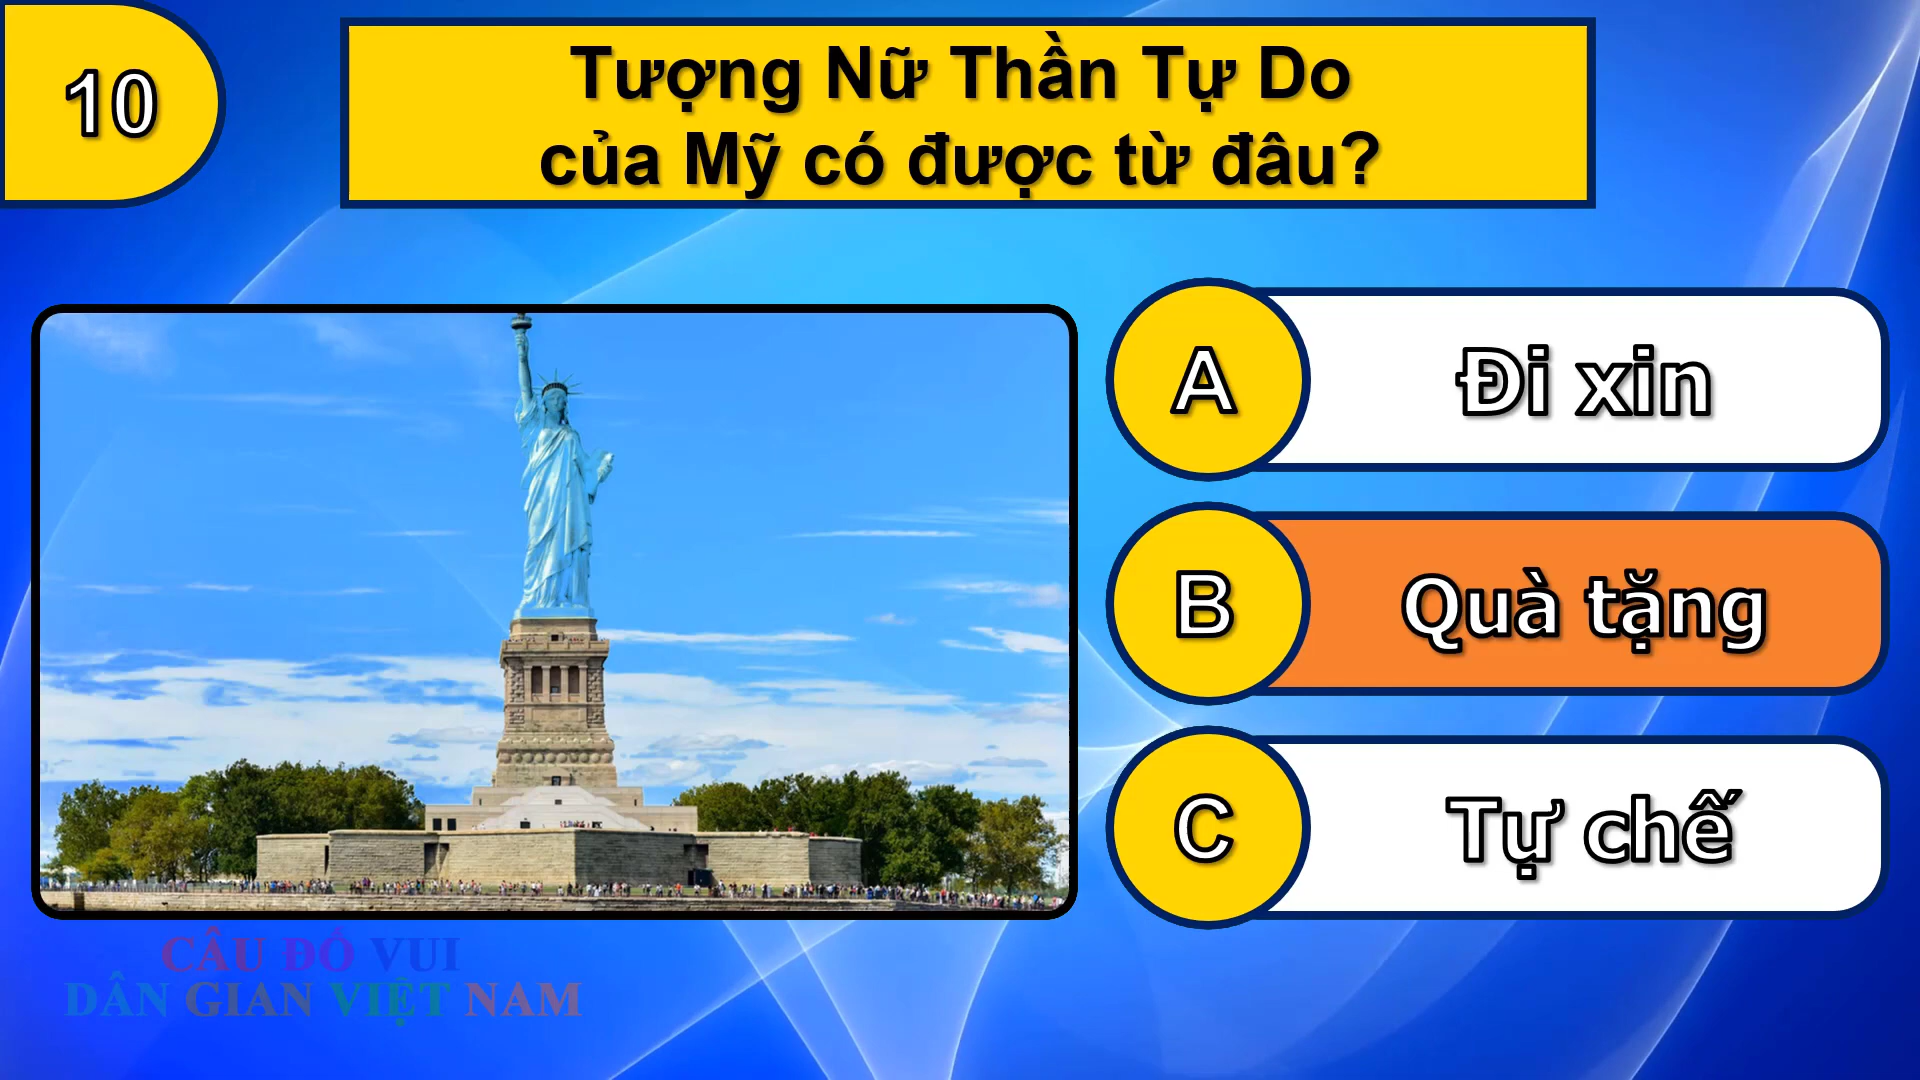 10
Tượng Nữ Thần Tự Do
của Mỹ có được từ đâu?
A
Đi xin
B
Quà tặng
C
Tự chế
CÂU ĐỐ VUI
DÂN GIAN VIỆT NAM